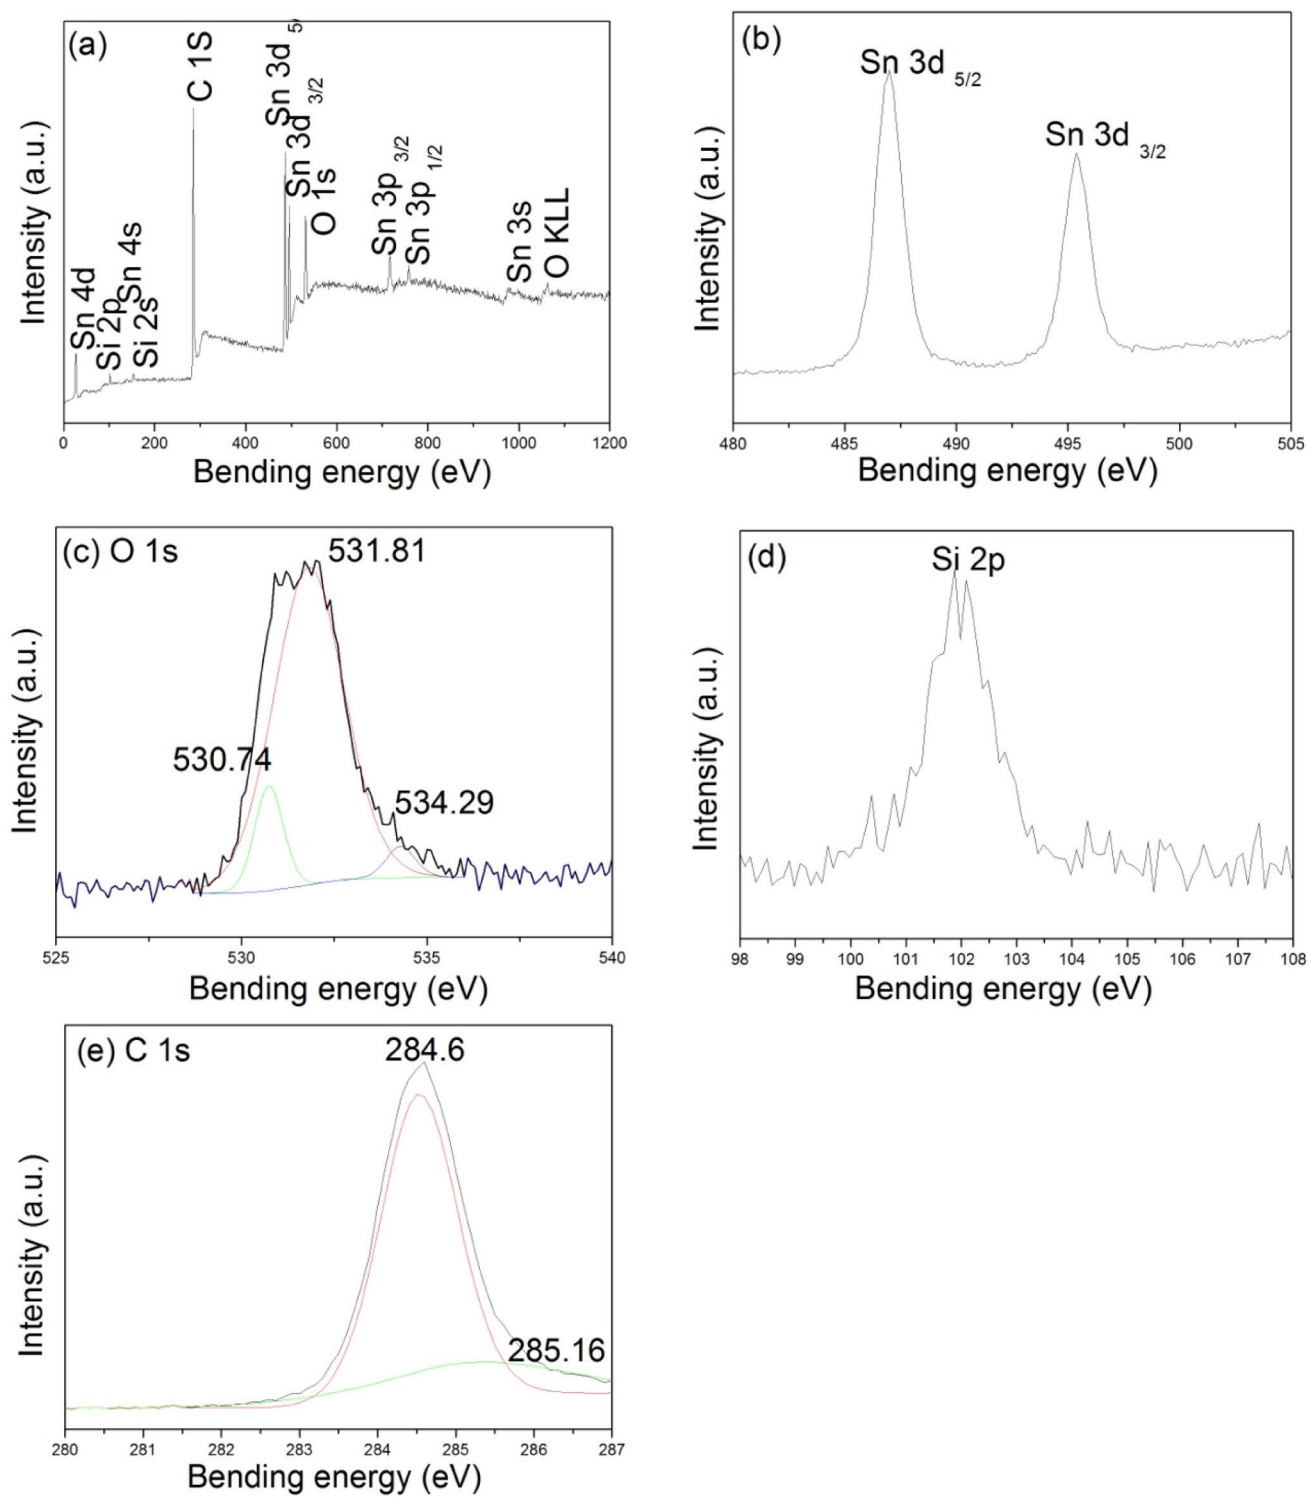 (a)
C 1S
Sn 3d 5/
Sn 3d 3/2
O 1s
Sn 3p 3/2
Sn 3p 1/2
Sn 3s
O KLL
Sn 4d
Si 2p
Sn 4s
Si 2s
Intensity (a.u.)
0 200 400 600 800 1000 1200
Bending energy (eV)
(b)
Sn 3d 5/2
Sn 3d 3/2
Intensity (a.u.)
480 485 490 495 500 505
Bending energy (eV)
(c) O 1s
531.81
530.74
534.29
Intensity (a.u.)
525 530 535 540
Bending energy (eV)
(d)
Si 2p
Intensity (a.u.)
98 99 100 101 102 103 104 105 106 107 108
Bending energy (eV)
(e) C 1s
284.6
285.16
Intensity (a.u.)
280 281 282 283 284 285 286 287
Bending energy (eV)